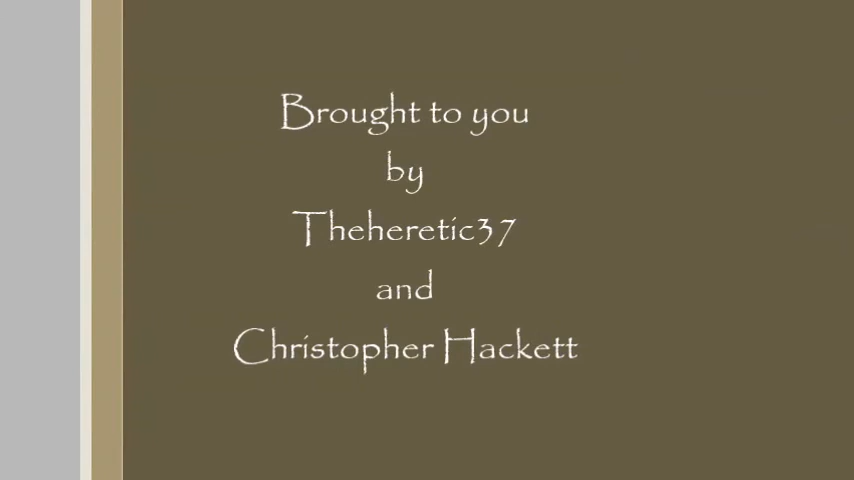 Brought to you
by
Theheretic37
and
Christopher Hackett